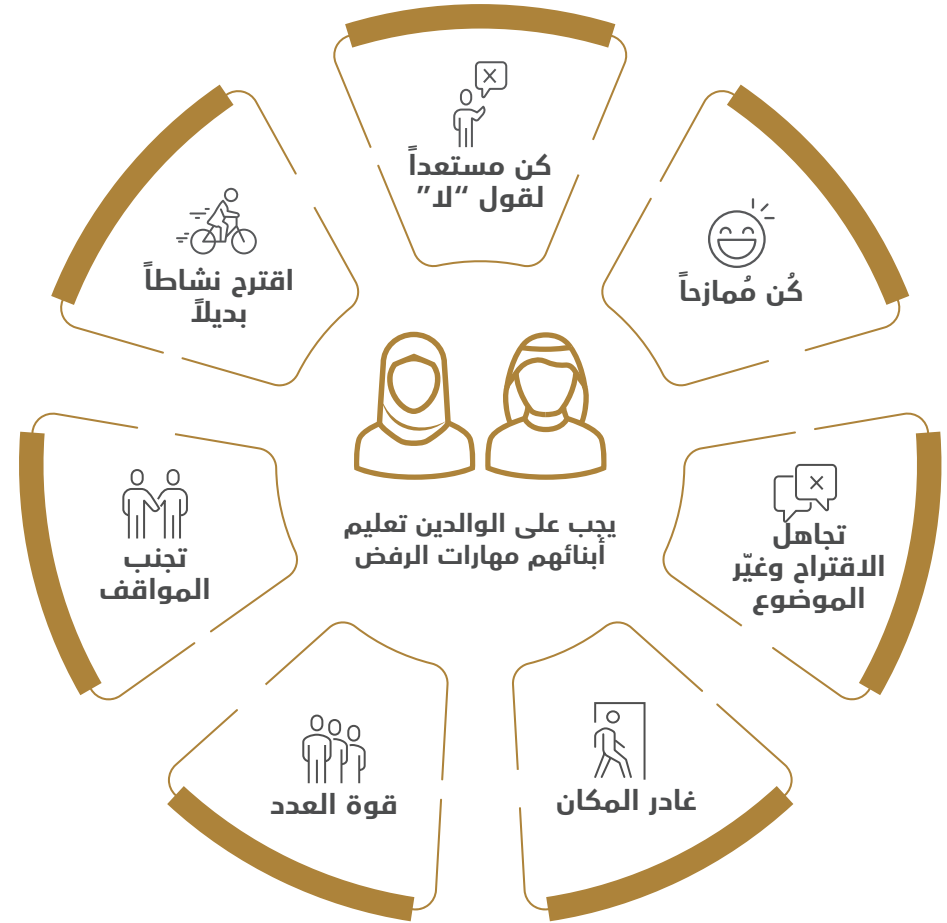 كن مستعداً
لقول “لا”
كُن مُمازحاً
تجاهل
الاقتراح وغيّر
الموضوع
غادر المكان
قوة العدد
تجنب
المواقف
اقترح نشاطاً
بديلاً
يجب على الوالدين تعليم
أبنائهم مهارات الرفض